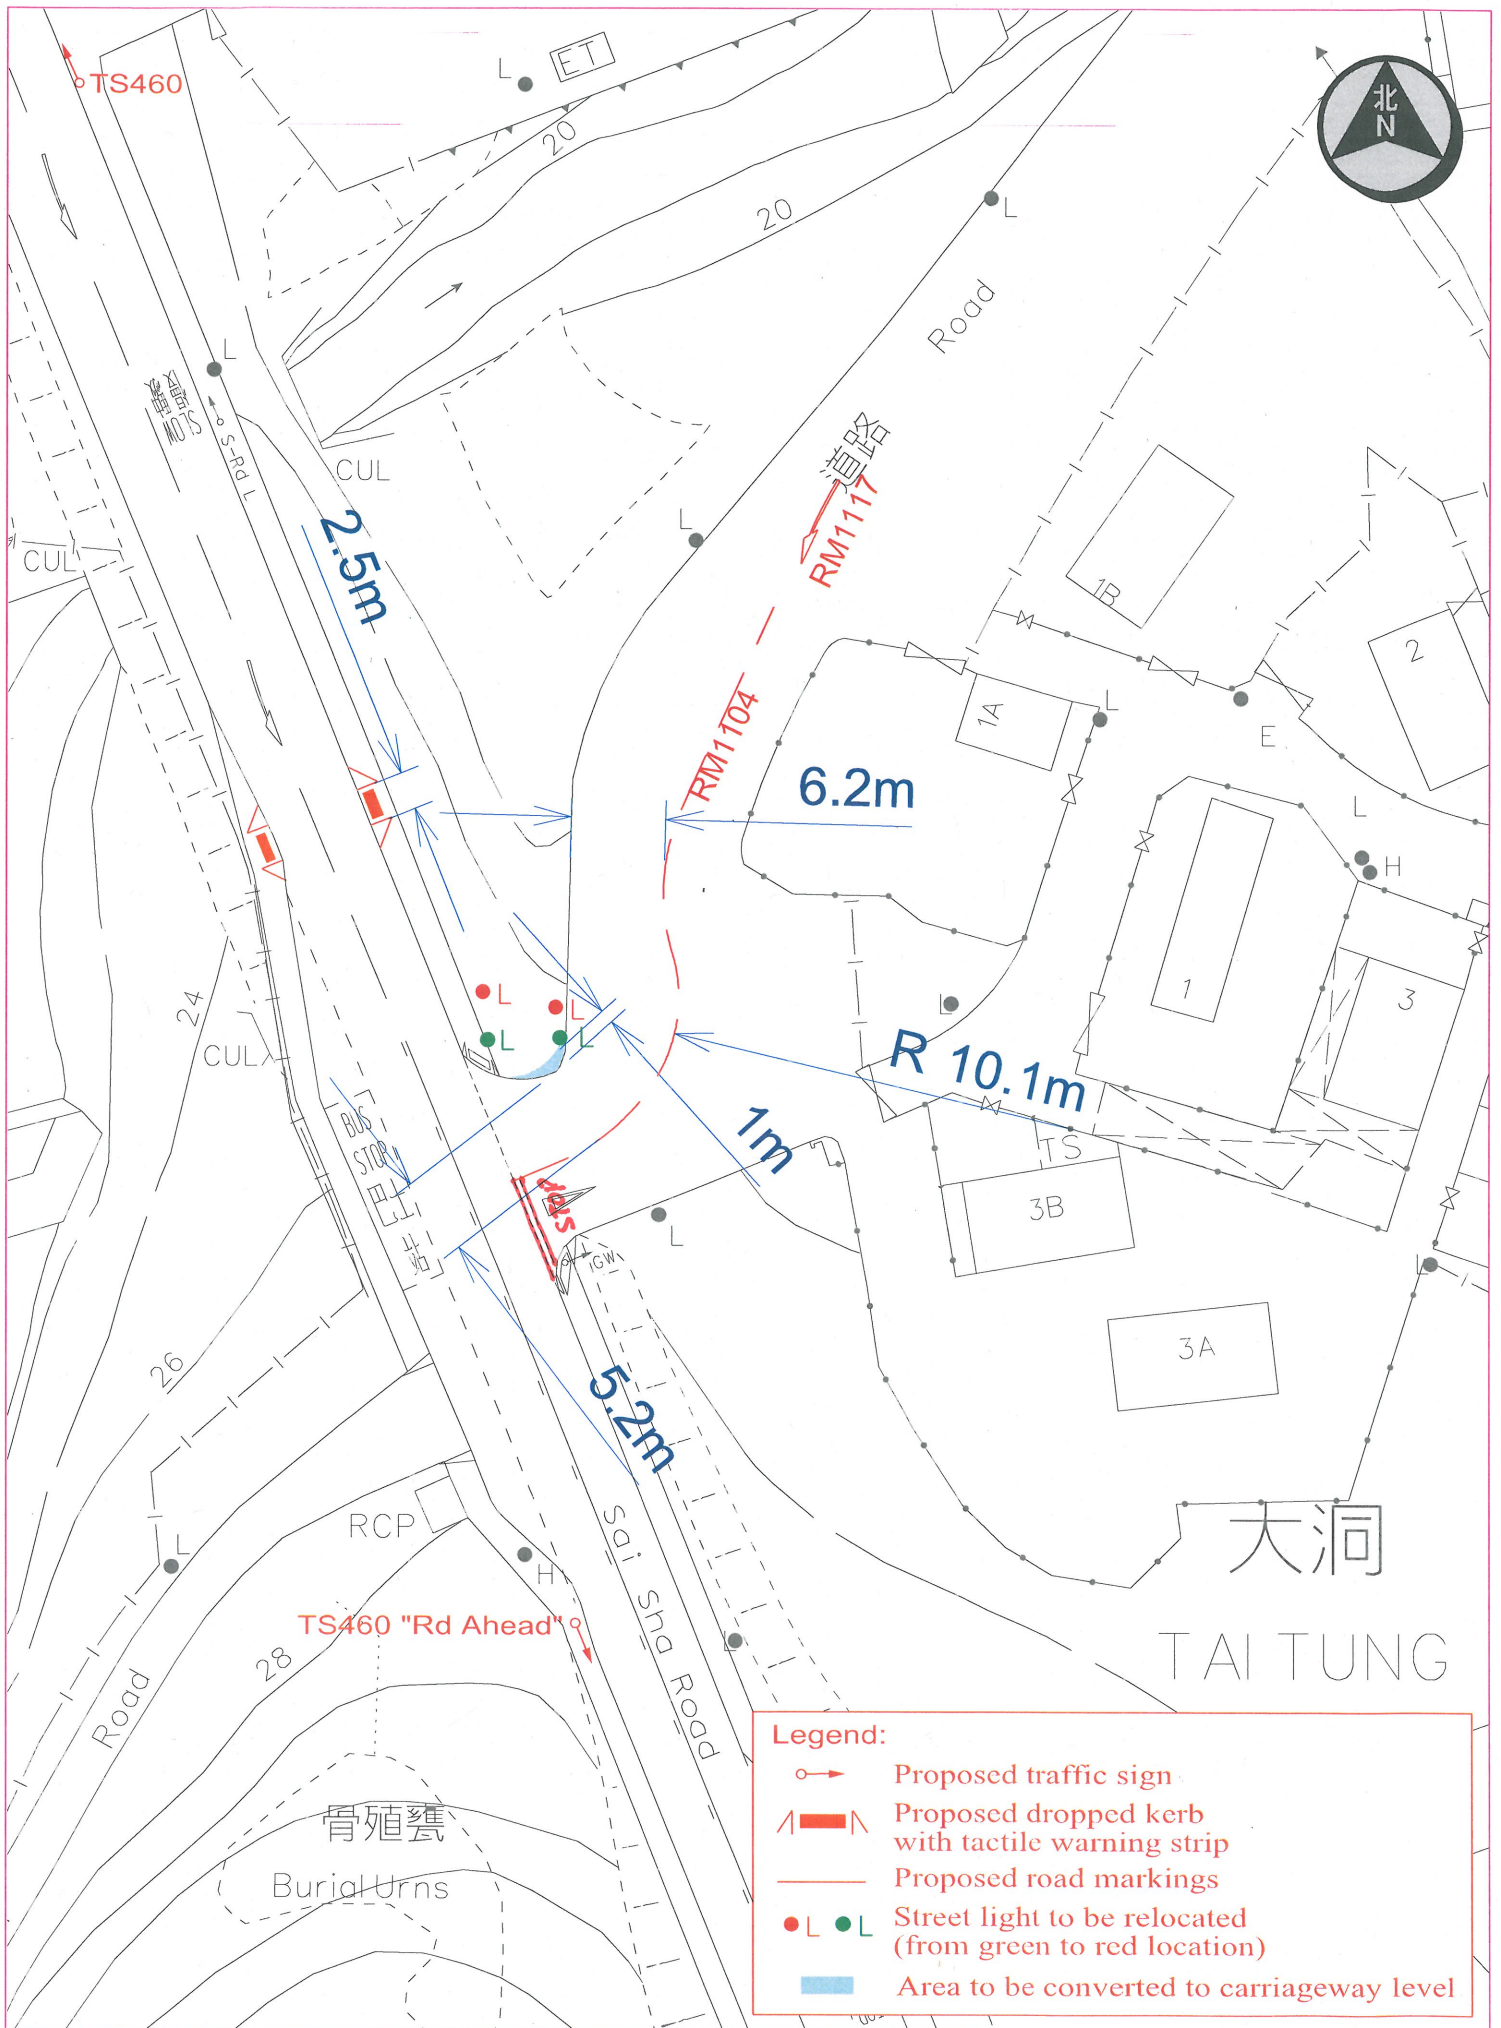 TS460
L
ET
20
20
北
N
L
Road
L
SLOW
S-Rd L
CUL
CUL
道路
RM1117
2.5m
L
1B
2
1A
L
E
RM1104
6.2m
L
H
1
3
L
L
L
L
L
24
CUL
R 10.1m
1m
BUS
STOP
巴士站
TS
STOP
3B
IGW
L
L
3A
26
5.2m
RCP
大洞
L
H
Sai Sha Road
TS460 "Rd Ahead"
L
TAI TUNG
28
Road
骨殖甕
Burial Urns
Legend:
Proposed traffic sign
Proposed dropped kerb
with tactile warning strip
Proposed road markings
L L Street light to be relocated
(from green to red location)
Area to be converted to carriageway level